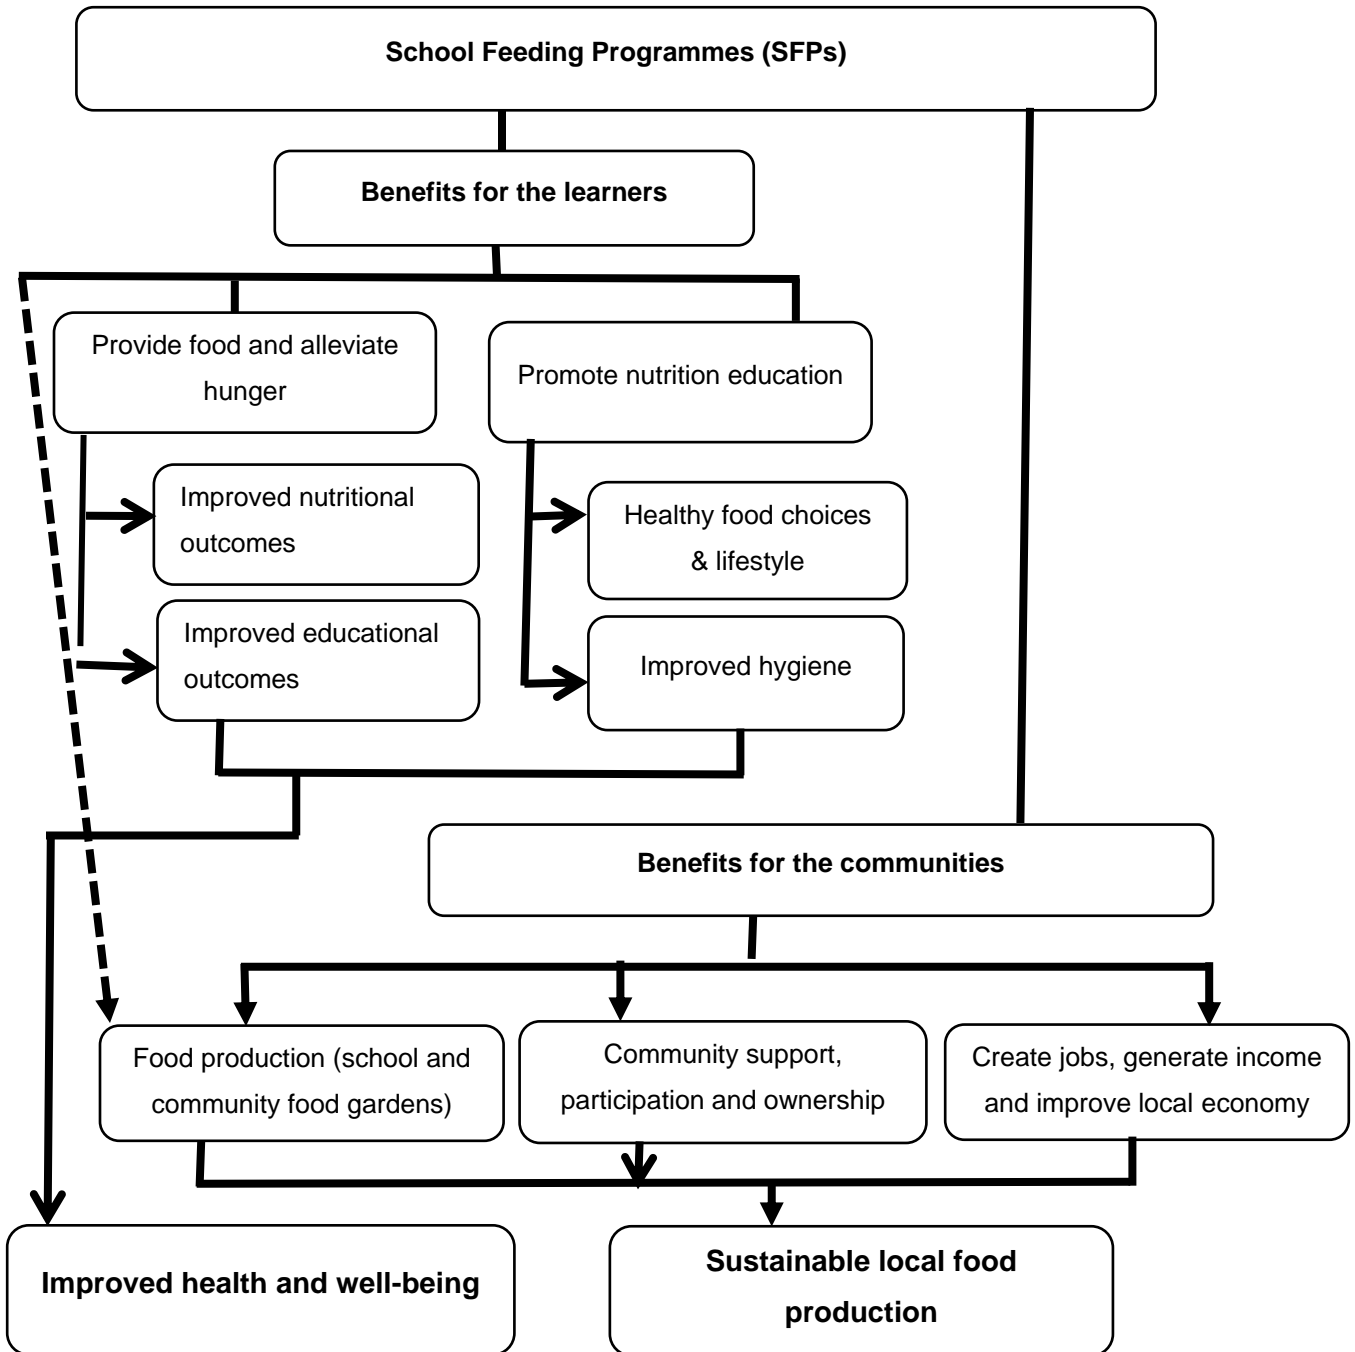 School Feeding Programmes (SFPs)
Benefits for the learners
Provide food and alleviate
hunger
Promote nutrition education
Improved nutritional
outcomes
Healthy food choices
& lifestyle
Improved educational
outcomes
Improved hygiene
Benefits for the communities
Food production (school and
community food gardens)
Community support,
participation and ownership
Create jobs, generate income
and improve local economy
Improved health and well-being
Sustainable local food
production